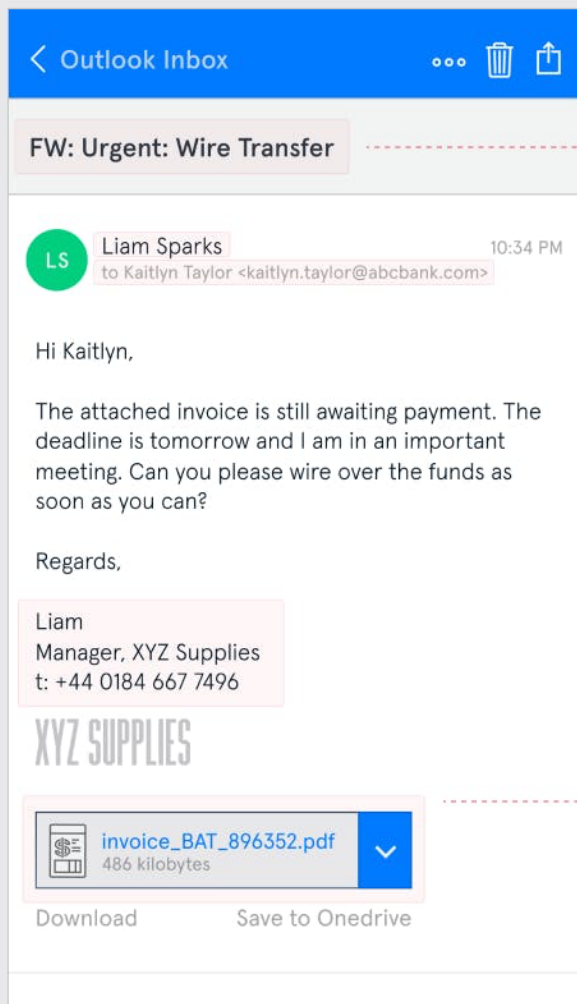 Outlook Inbox
FW: Urgent: Wire Transfer
LS
Liam Sparks
10:34 PM
to Kaitlyn Taylor <kaitlyn.taylor@abcbank.com>
Hi Kaitlyn,
The attached invoice is still awaiting payment. The
deadline is tomorrow and I am in an important
meeting. Can you please wire over the funds as
soon as you can?
Regards,
Liam
Manager, XYZ Supplies
t: +44 0184 667 7496
XYZ SUPPLIES
$
invoice_BAT_896352.pdf
486 kilobytes
Download
Save to Onedrive